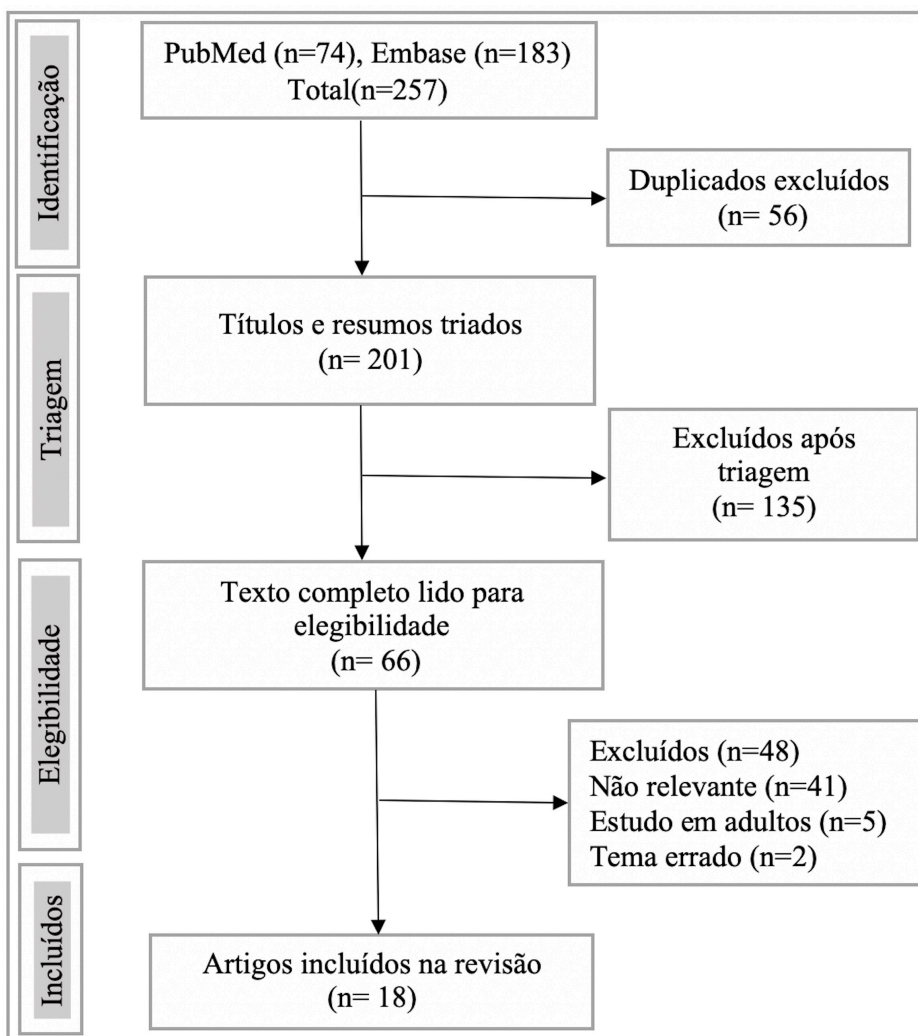 Identificação
PubMed (n=74), Embase (n=183)
Total(n=257)
Duplicados excluídos
(n= 56)
Triagem
Títulos e resumos triados
(n= 201)
Excluídos após
triagem
(n= 135)
Elegibilidade
Texto completo lido para
elegibilidade
(n= 66)
Excluídos (n=48)
Não relevante (n=41)
Estudo em adultos (n=5)
Tema errado (n=2)
Incluídos
Artigos incluídos na revisão
(n= 18)